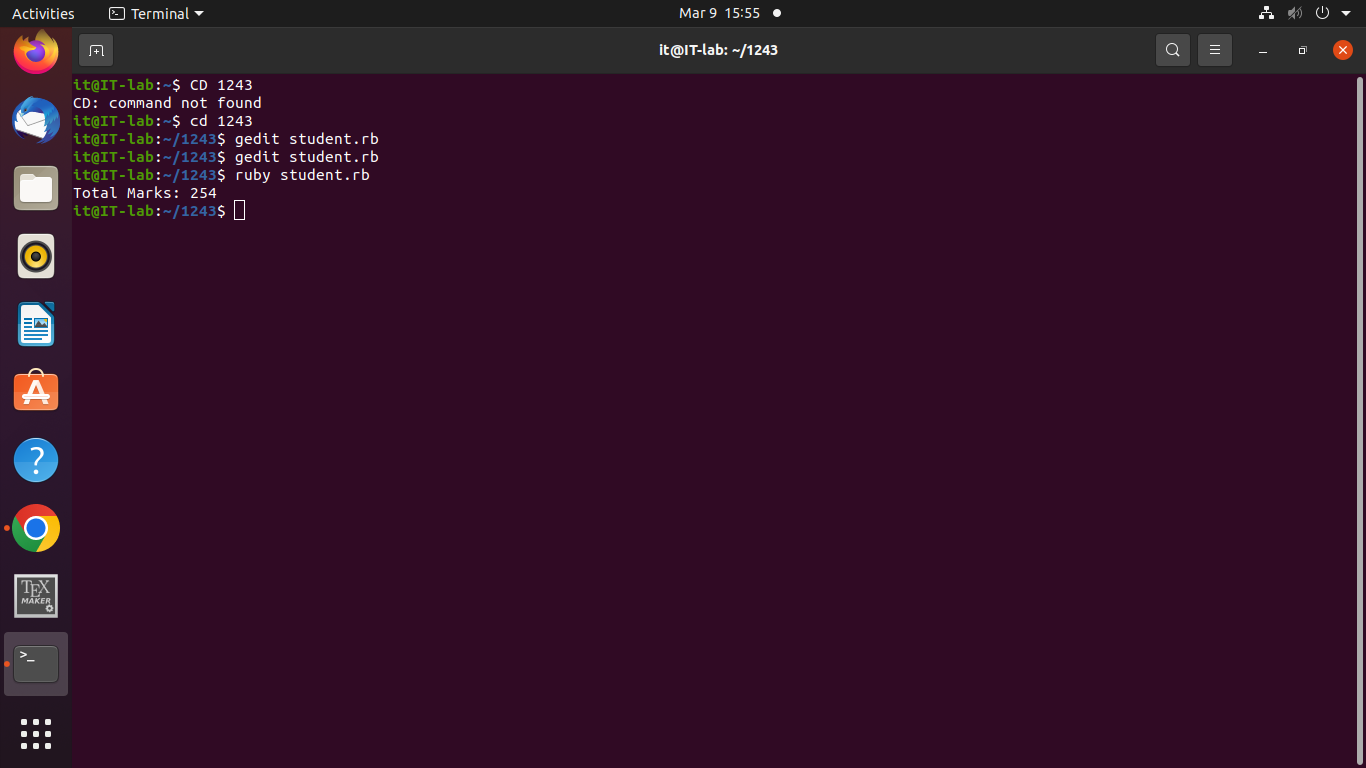 Activities Terminal Mar 9 15:55
it@IT-lab: ~/1243
it@IT-lab:~$ CD 1243
CD: command not found
it@IT-lab:~$ cd 1243
it@IT-lab:~/1243$ gedit student.rb
it@IT-lab:~/1243$ gedit student.rb
it@IT-lab:~/1243$ ruby student.rb
Total Marks: 254
it@IT-lab:~/1243$
?
TEX
MAKER
>_